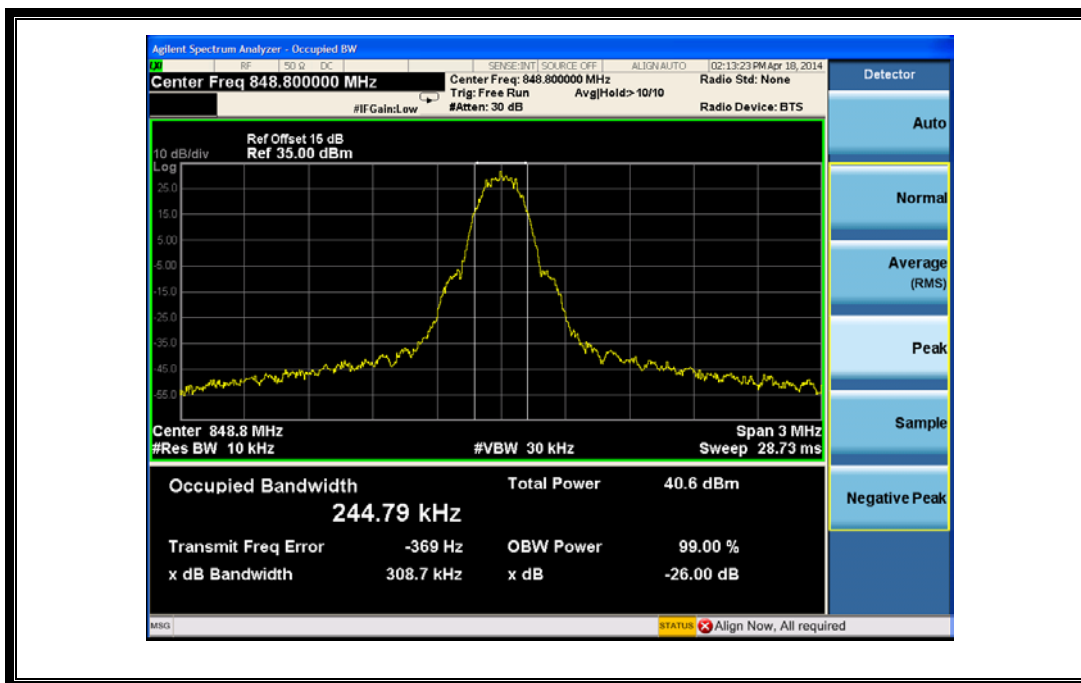 Agilent Spectrum Analyzer - Occupied BW
LXI RF 50 Ω DC SENSE:INT SOURCE OFF ALIGN AUTO 02:13:23 PM Apr 18, 2014
Center Freq 848.800000 MHz
Center Freq: 848.800000 MHz
Radio Std: None
Trig: Free Run Avg|Hold:> 10/10
#IFGain:Low
#Atten: 30 dB
Radio Device: BTS
Ref Offset 15 dB
10 dB/div Ref 35.00 dBm
Log
25.0
15.0
5.00
-5.00
-15.0
-25.0
-35.0
-45.0
-55.0
Center 848.8 MHz Span 3 MHz
#Res BW 10 kHz #VBW 30 kHz Sweep 28.73 ms
Occupied Bandwidth Total Power 40.6 dBm
244.79 kHz
Transmit Freq Error -369 Hz OBW Power 99.00 %
x dB Bandwidth 308.7 kHz x dB -26.00 dB
MSG STATUS Align Now, All required
Detector
Auto
Normal
Average
(RMS)
Peak
Sample
Negative Peak